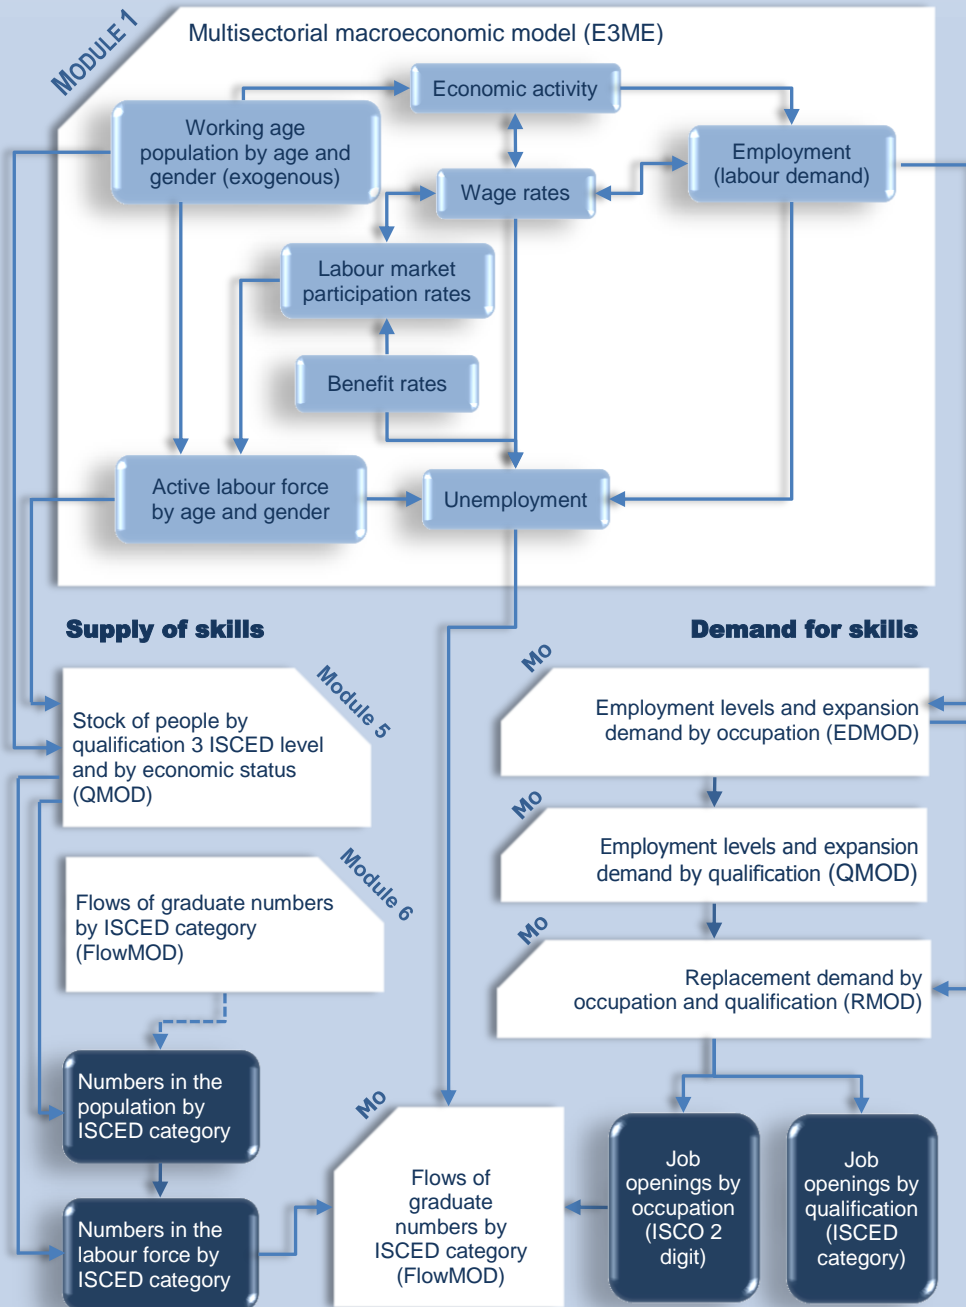 MODULE 1
Multisectorial macroeconomic model (E3ME)
Economic activity
Working age
population by age and
gender (exogenous)
Employment
(labour demand)
Wage rates
Labour market
participation rates
Benefit rates
Active labour force
by age and gender
Unemployment
Supply of skills
Demand for skills
Module 5
Stock of people by
qualification 3 ISCED level
and by economic status
(QMOD)
Mo
Employment levels and expansion
demand by occupation (EDMOD)
Mo
Employment levels and expansion
demand by qualification (QMOD)
Module 6
Flows of graduate numbers
by ISCED category
(FlowMOD)
Mo
Replacement demand by
occupation and qualification (RMOD)
Numbers in the
population by
ISCED category
Numbers in the
labour force by
ISCED category
Mo
Flows of
graduate
numbers by
ISCED category
(FlowMOD)
Job
openings by
occupation
(ISCO 2
digit)
Job
openings by
qualification
(ISCED
category)